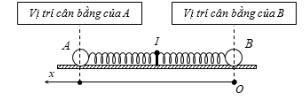 Vị trí cân bằng của A
Vị trí cân bằng của B
A
I
B
x
O